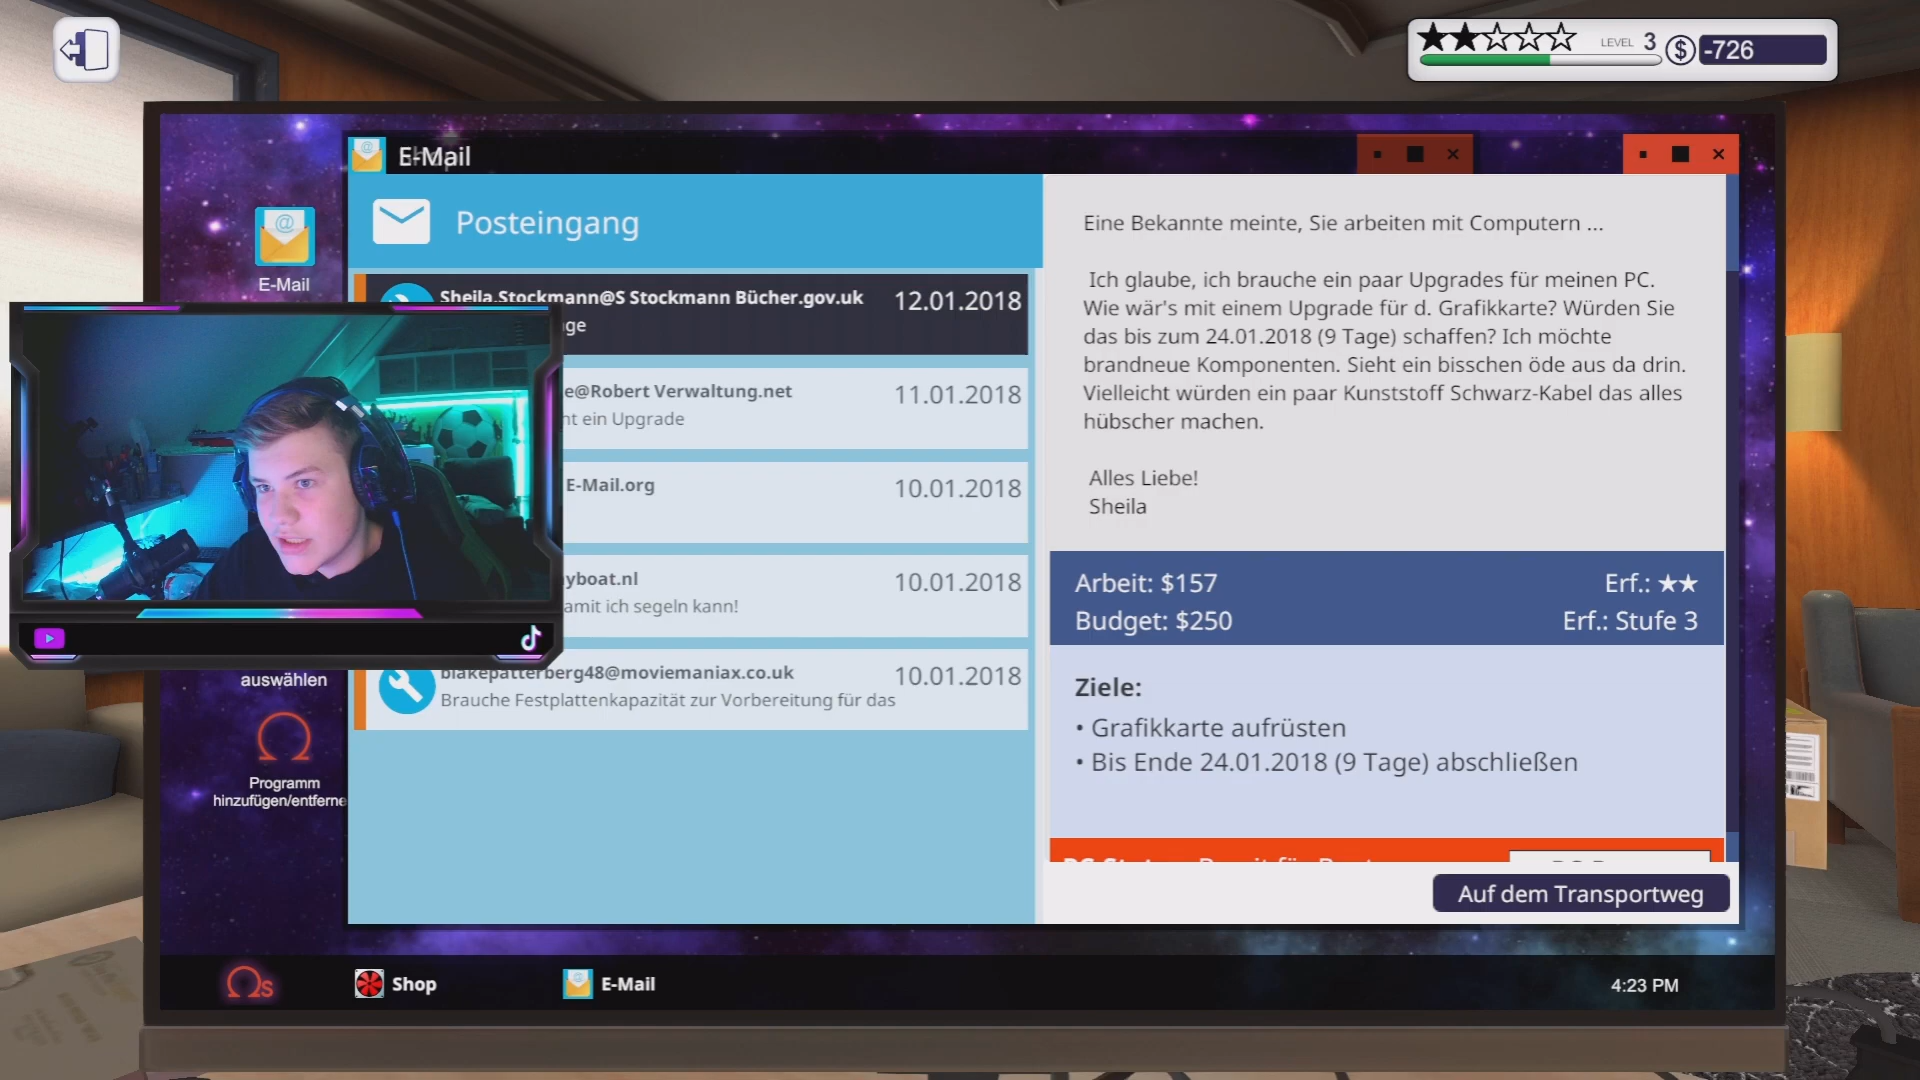 LEVEL 3
-726
E-Mail
Posteingang
E-Mail
Sheila.Stockmann@S Stockmann Bücher.gov.uk
12.01.2018
e@Robert Verwaltung.net
11.01.2018
nt ein Upgrade
E-Mail.org
10.01.2018
yboat.nl
10.01.2018
amit ich segeln kann!
blakepatterberg48@moviemaniax.co.uk
10.01.2018
Brauche Festplattenkapazität zur Vorbereitung für das
auswählen
Programm
hinzufügen/entferne
Eine Bekannte meinte, Sie arbeiten mit Computern ...
Ich glaube, ich brauche ein paar Upgrades für meinen PC.
Wie wär's mit einem Upgrade für d. Grafikkarte? Würden Sie
das bis zum 24.01.2018 (9 Tage) schaffen? Ich möchte
brandneue Komponenten. Sieht ein bisschen öde aus da drin.
Vielleicht würden ein paar Kunststoff Schwarz-Kabel das alles
hübscher machen.
Alles Liebe!
Sheila
Arbeit: $157
Erf.: ★★
Budget: $250
Erf.: Stufe 3
Ziele:
• Grafikkarte aufrüsten
• Bis Ende 24.01.2018 (9 Tage) abschließen
Auf dem Transportweg
Ωs
Shop
E-Mail
4:23 PM